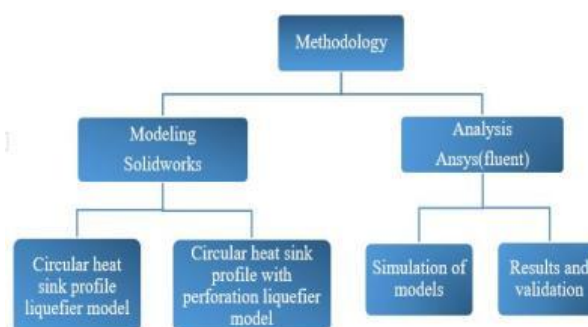 Methodology
Modeling
Solidworks
Analysis
Ansys(fluent)
Circular heat
sink profile
liquefier model
Circular heat sink
profile with
perforation liquefier
model
Simulation of
models
Results and
validation